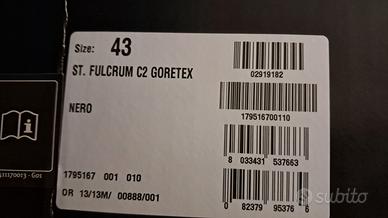 Size: 43
02919182
ST. FULCRUM C2 GORETEX
179516700110
NERO
8 033431 537663
1795167 001 010
0 82379 95376 8
OR 13/13M/ 00888/001
subito